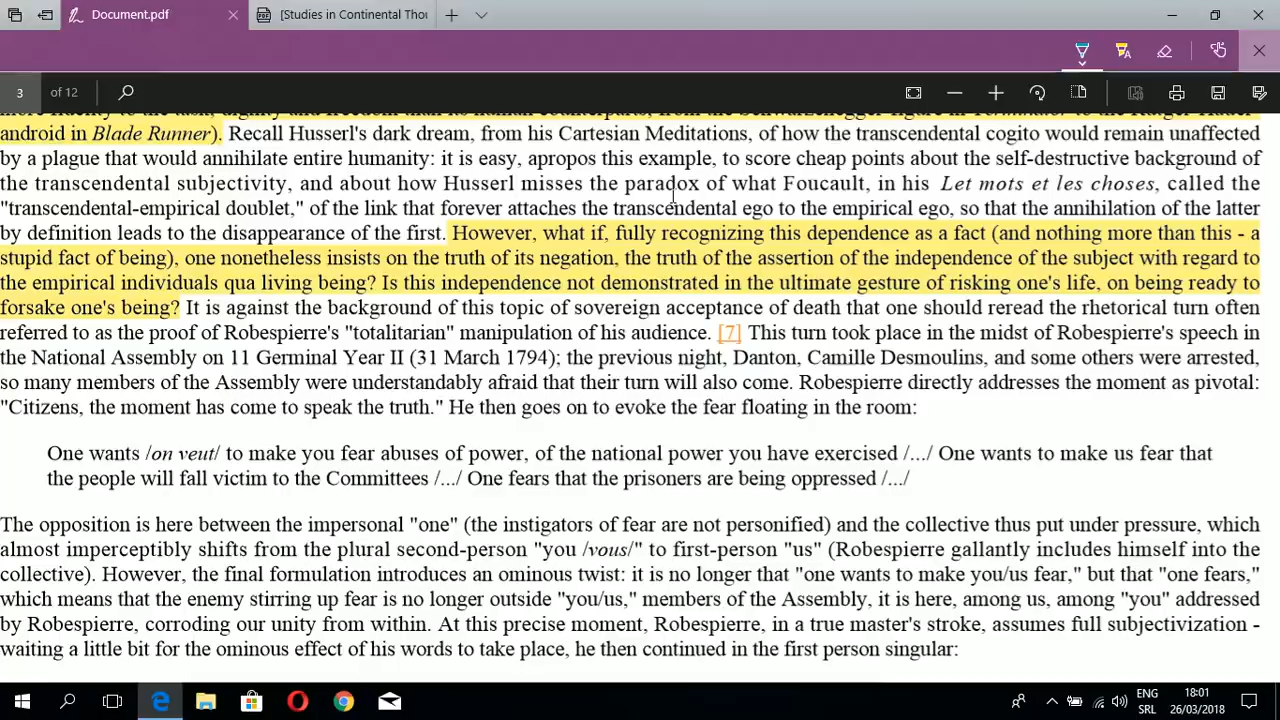 Document.pdf
[Studies in Continental Thou
3 of 12
android in Blade Runner). Recall Husserl's dark dream, from his Cartesian Meditations, of how the transcendental cogito would remain unaffected
by a plague that would annihilate entire humanity: it is easy, apropos this example, to score cheap points about the self-destructive background of
the transcendental subjectivity, and about how Husserl misses the paradox of what Foucault, in his Let mots et les choses, called the
"transcendental-empirical doublet," of the link that forever attaches the transcendental ego to the empirical ego, so that the annihilation of the latter
by definition leads to the disappearance of the first. However, what if, fully recognizing this dependence as a fact (and nothing more than this - a
stupid fact of being), one nonetheless insists on the truth of its negation, the truth of the assertion of the independence of the subject with regard to
the empirical individuals qua living being? Is this independence not demonstrated in the ultimate gesture of risking one's life, on being ready to
forsake one's being? It is against the background of this topic of sovereign acceptance of death that one should reread the rhetorical turn often
referred to as the proof of Robespierre's "totalitarian" manipulation of his audience. [7] This turn took place in the midst of Robespierre's speech in
the National Assembly on 11 Germinal Year II (31 March 1794); the previous night, Danton, Camille Desmoulins, and some others were arrested,
so many members of the Assembly were understandably afraid that their turn will also come. Robespierre directly addresses the moment as pivotal:
"Citizens, the moment has come to speak the truth." He then goes on to evoke the fear floating in the room:
One wants /on veut/ to make you fear abuses of power, of the national power you have exercised /.../ One wants to make us fear that
the people will fall victim to the Committees /.../ One fears that the prisoners are being oppressed /.../
The opposition is here between the impersonal "one" (the instigators of fear are not personified) and the collective thus put under pressure, which
almost imperceptibly shifts from the plural second-person "you /vous/" to first-person "us" (Robespierre gallantly includes himself into the
collective). However, the final formulation introduces an ominous twist: it is no longer that "one wants to make you/us fear," but that "one fears,"
which means that the enemy stirring up fear is no longer outside "you/us," members of the Assembly, it is here, among us, among "you" addressed
by Robespierre, corroding our unity from within. At this precise moment, Robespierre, in a true master's stroke, assumes full subjectivization -
waiting a little bit for the ominous effect of his words to take place, he then continued in the first person singular:
ENG 18:01
SRL 26/03/2018